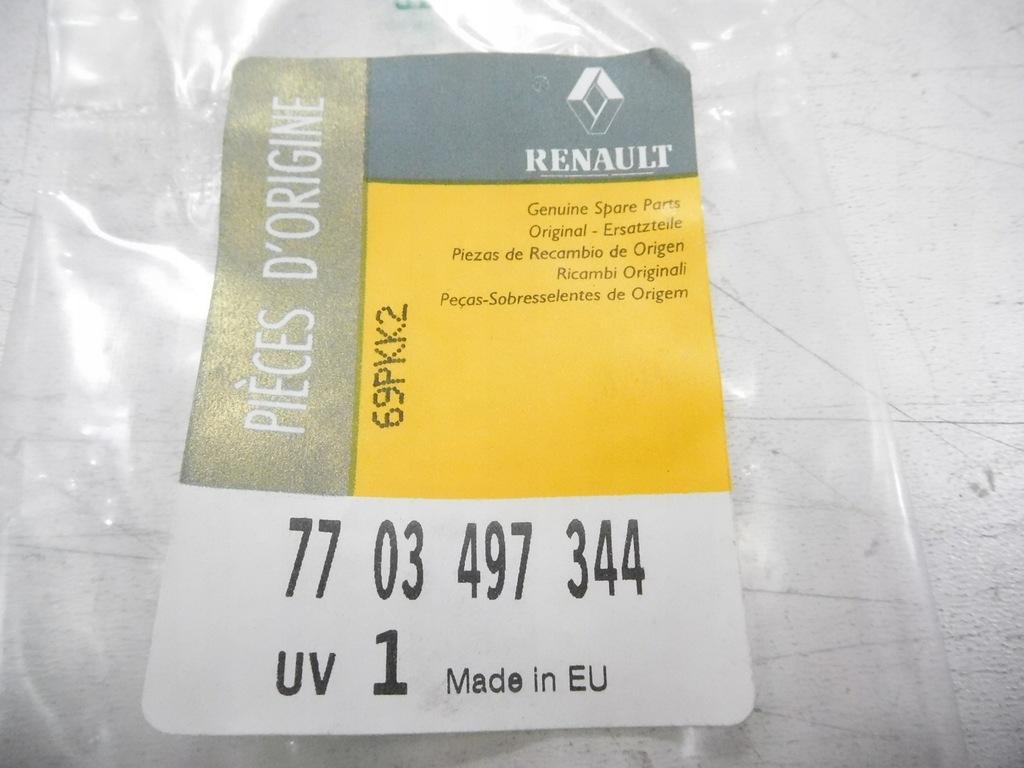 PIÈCES D'ORIGINE
RENAULT
Genuine Spare Parts
Original - Ersatzteile
Piezas de Recambio de Origen
Ricambi Originali
Peças-Sobresselentes de Origem
69PKK2
77 03 497 344
UV 1 Made in EU